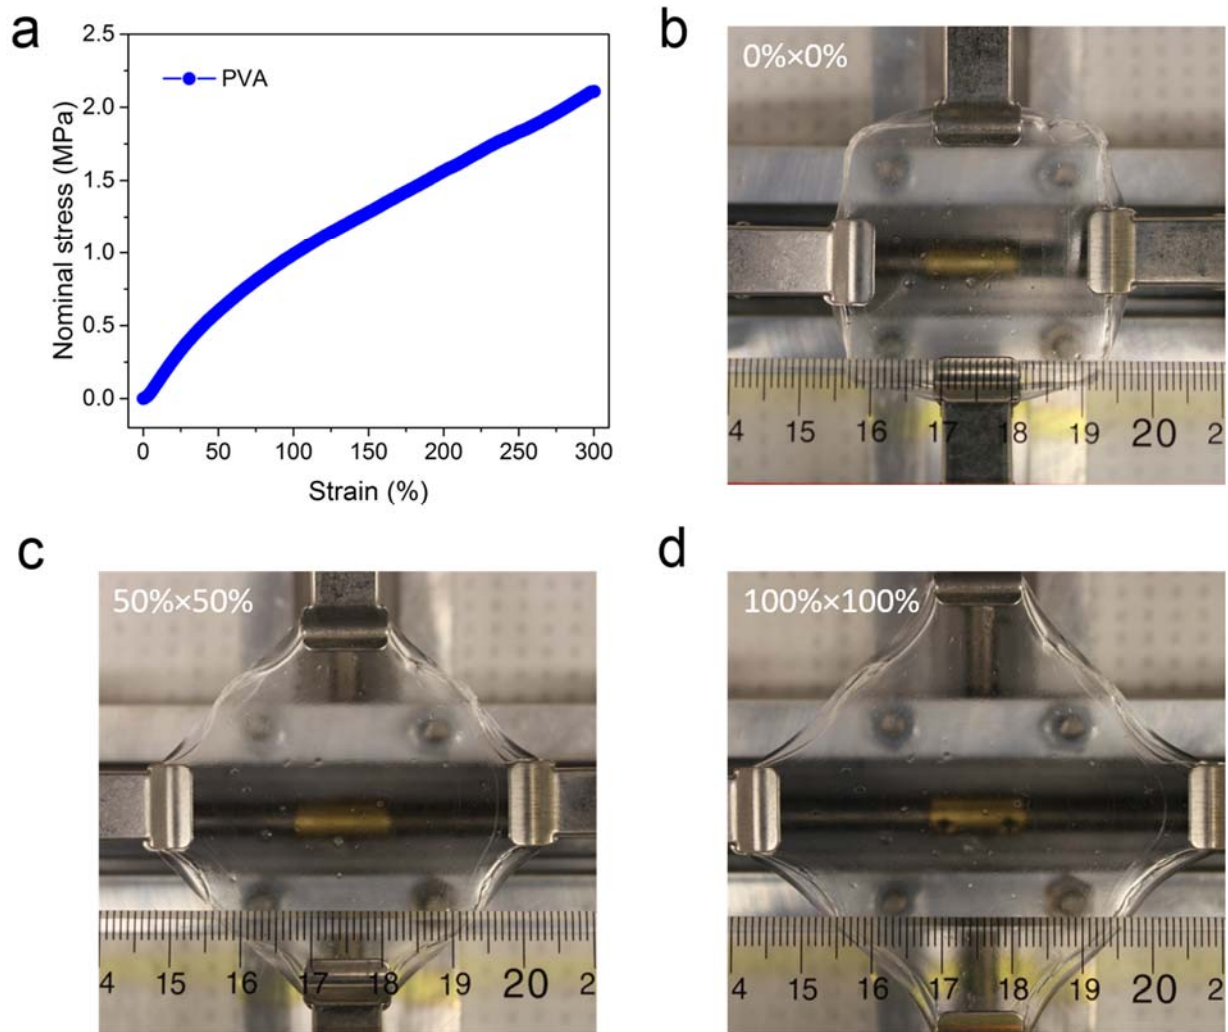 a
2.5
2.0
1.5
1.0
0.5
0.0
Nominal stress (MPa)
PVA
0 50 100 150 200 250 300
Strain (%)
b
0%×0%
4 15 16 17 18 19 20 2
c
50%×50%
4 15 16 17 18 19 20 2
d
100%×100%
4 15 16 17 18 19 20 2